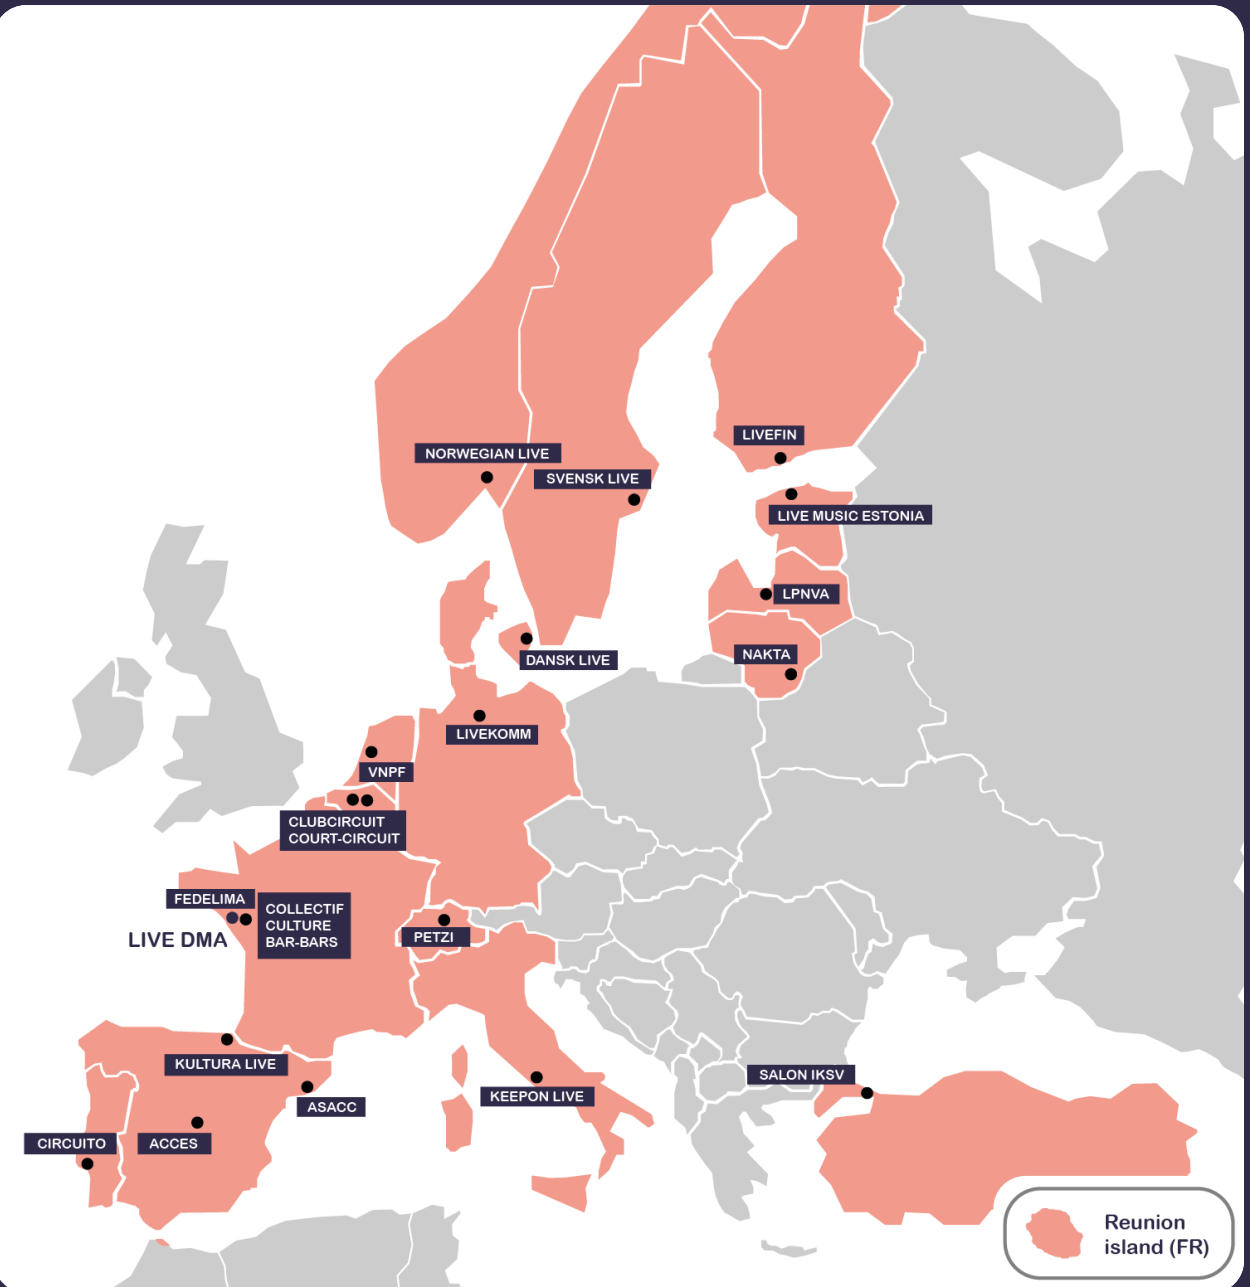 LIVEFIN
NORWEGIAN LIVE
SVENSK LIVE
LIVE MUSIC ESTONIA
LPNVA
NAKTA
DANSK LIVE
LIVEKOMM
VNPF
CLUBCIRCUIT
COURT-CIRCUIT
FEDELIMA
COLLECTIF
CULTURE
BAR-BARS
LIVE DMA
PETZI
KULTURA LIVE
SALON IKSV
KEEPON LIVE
ASACC
CIRCUITO
ACCES
Reunion
island (FR)